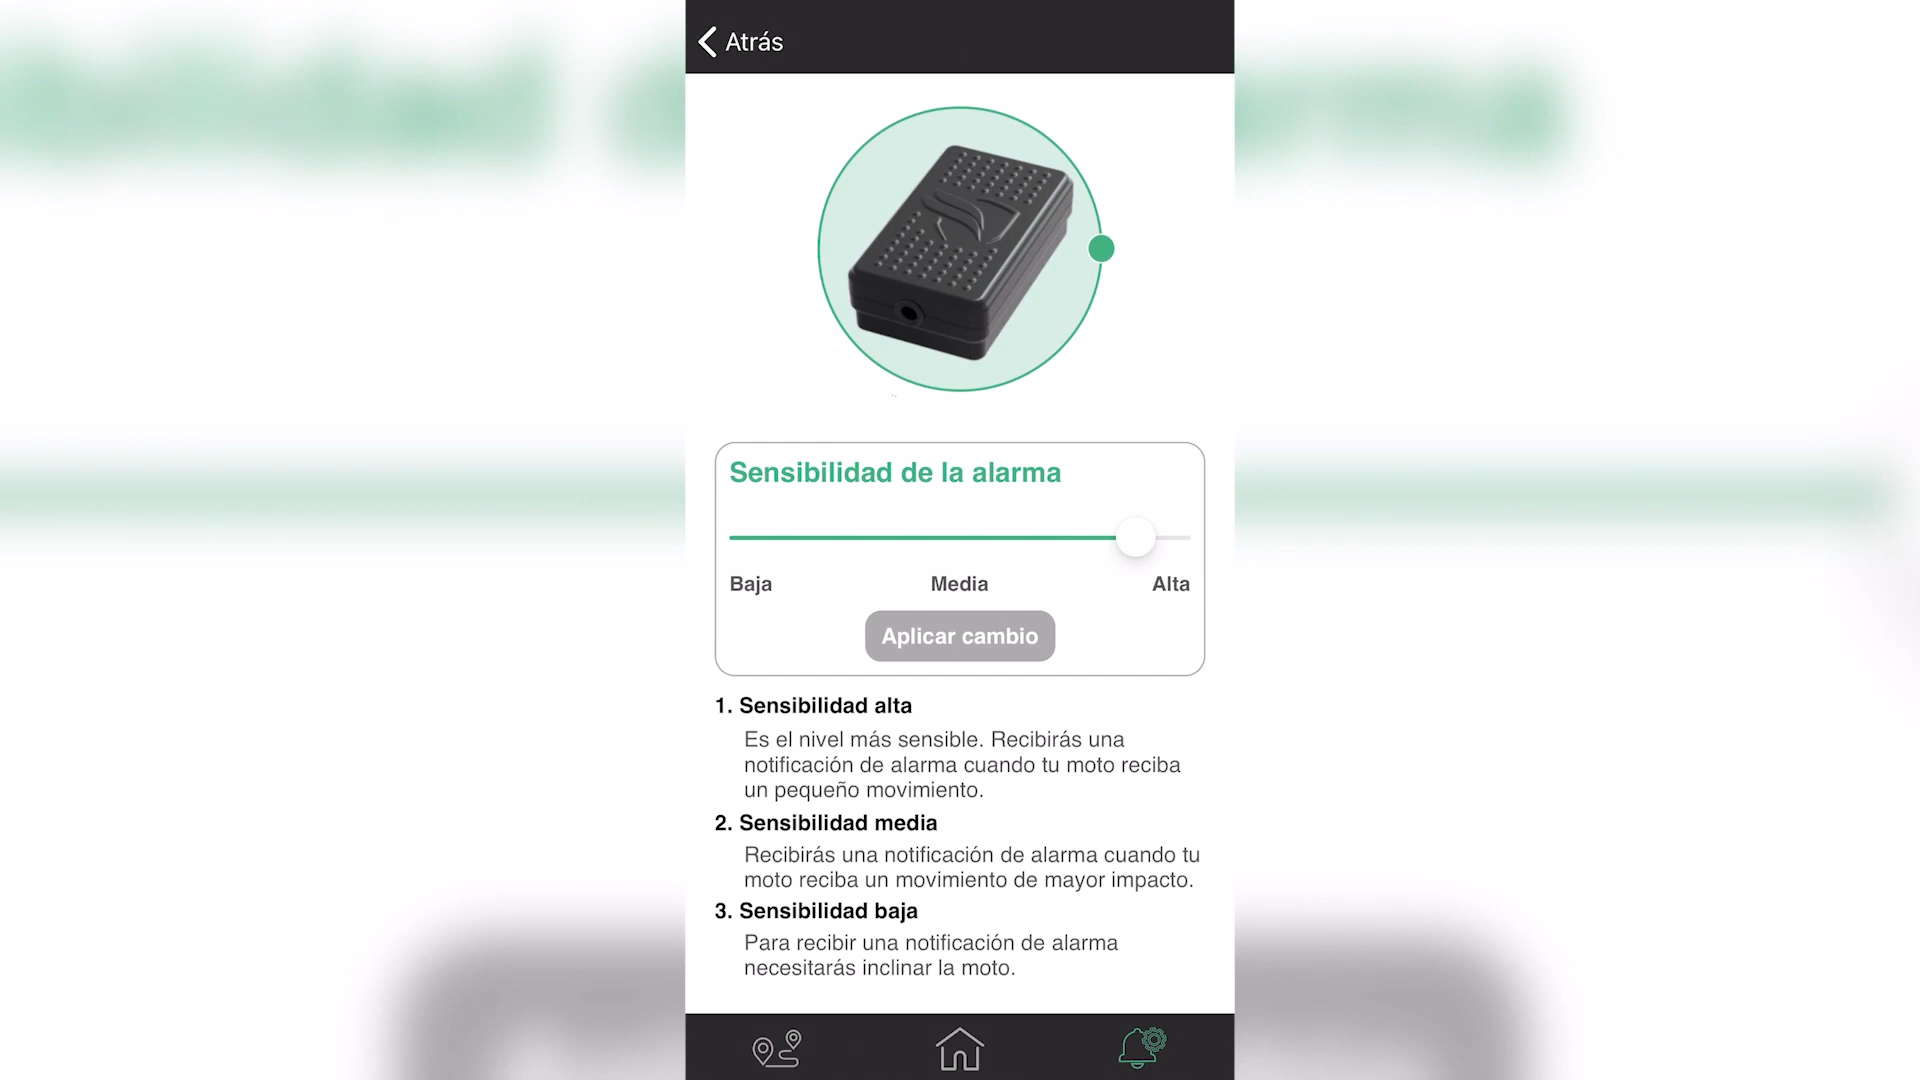 Atrás
Sensibilidad de la alarma
Baja
Media
Alta
Aplicar cambio
1. Sensibilidad alta
Es el nivel más sensible. Recibirás una
notificación de alarma cuando tu moto reciba
un pequeño movimiento.
2. Sensibilidad media
Recibirás una notificación de alarma cuando tu
moto reciba un movimiento de mayor impacto.
3. Sensibilidad baja
Para recibir una notificación de alarma
necesitarás inclinar la moto.